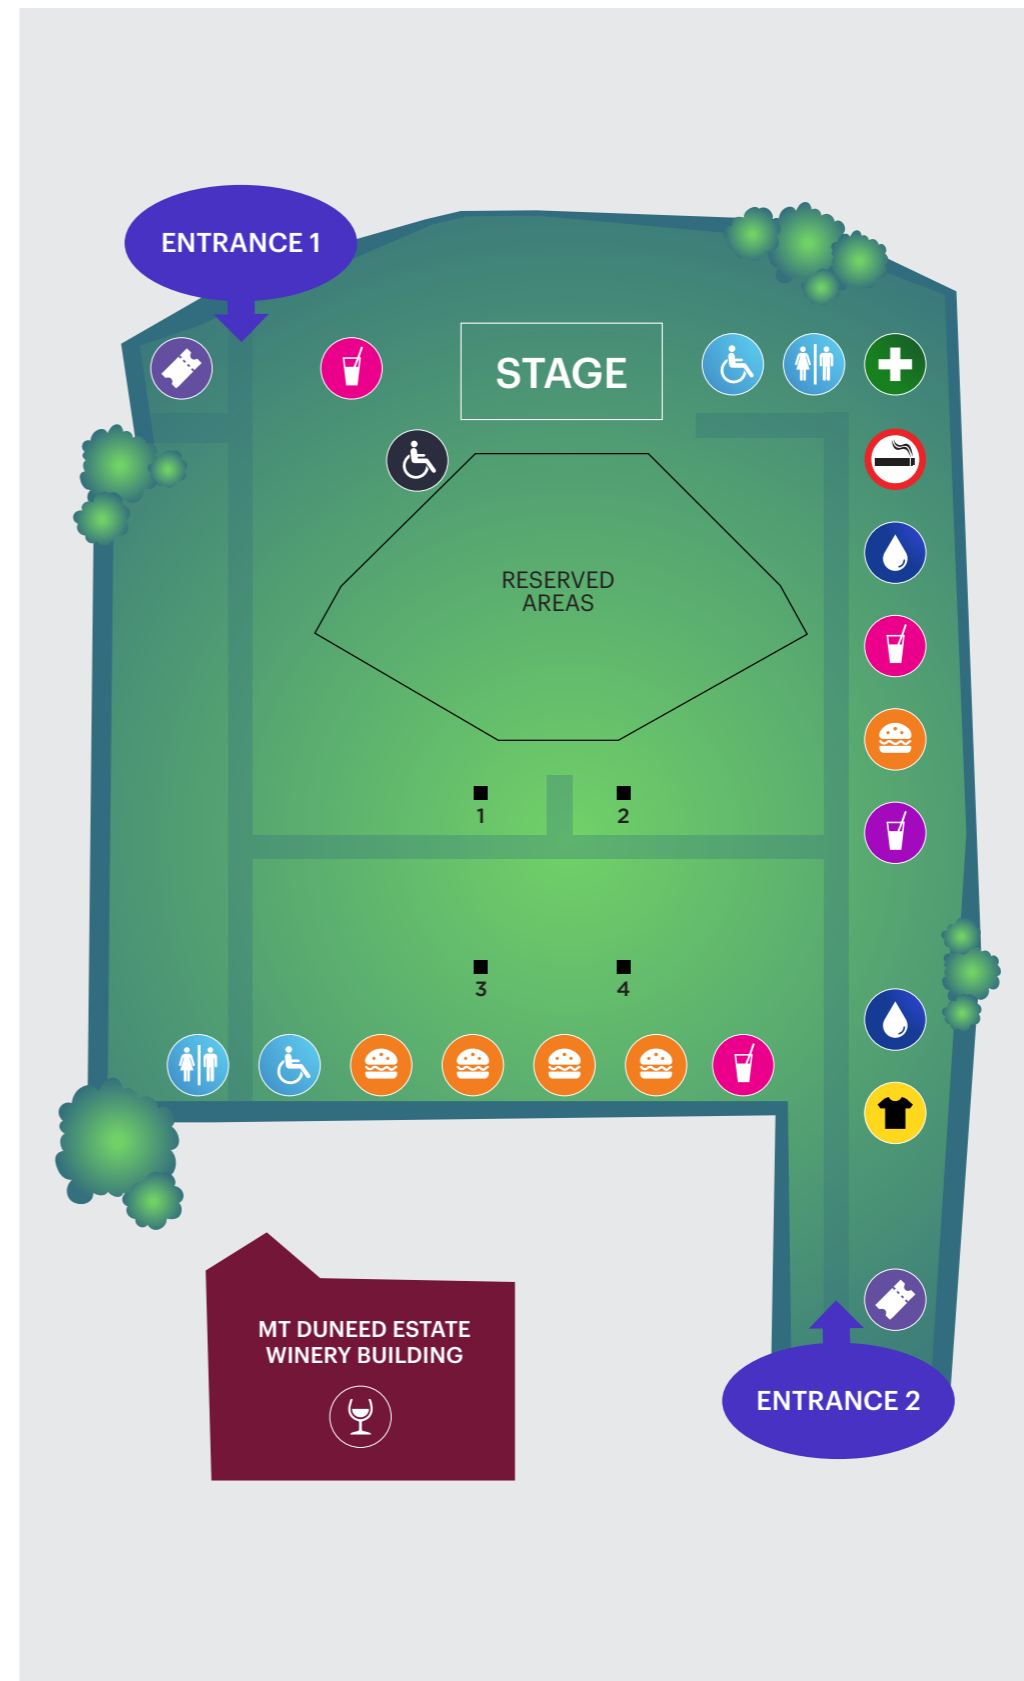 ENTRANCE 1
STAGE
RESERVED
AREAS
1
2
3
4
MT DUNEED ESTATE
WINERY BUILDING
ENTRANCE 2